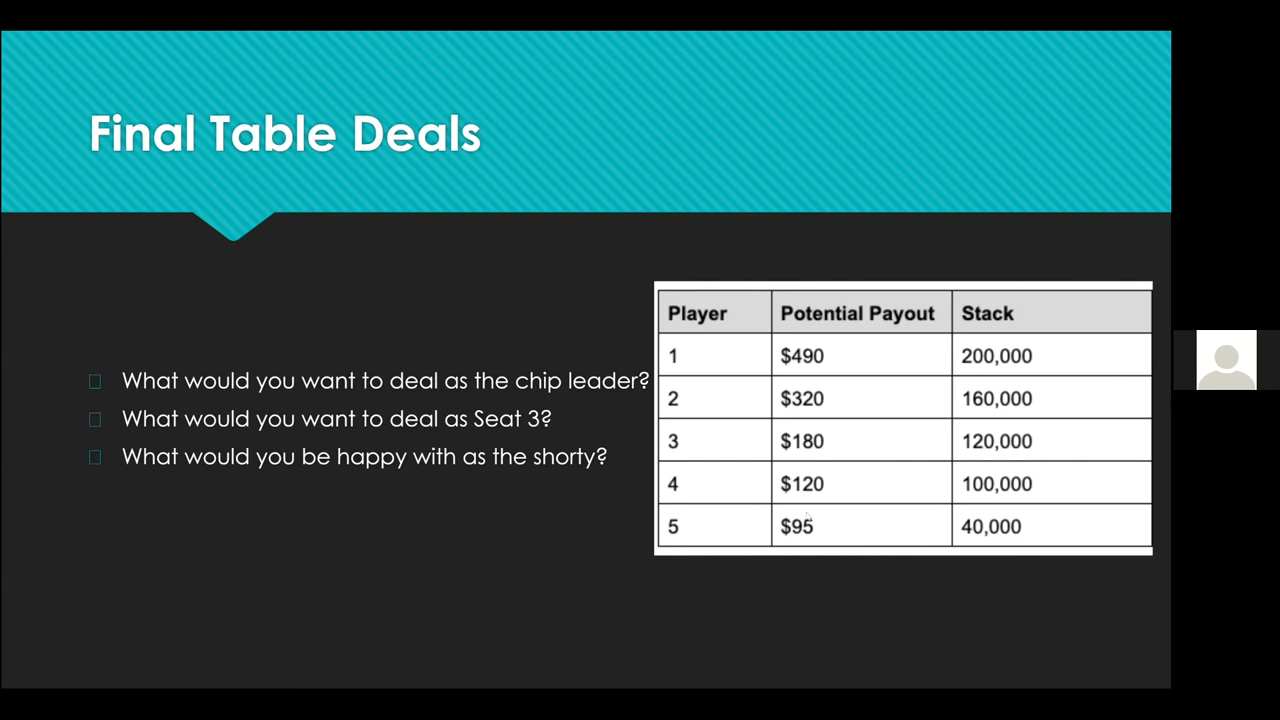 Final Table Deals
What would you want to deal as the chip leader?
What would you want to deal as Seat 3?
What would you be happy with as the shorty?
Player Potential Payout Stack
1 $490 200,000
2 $320 160,000
3 $180 120,000
4 $120 100,000
5 $95 40,000